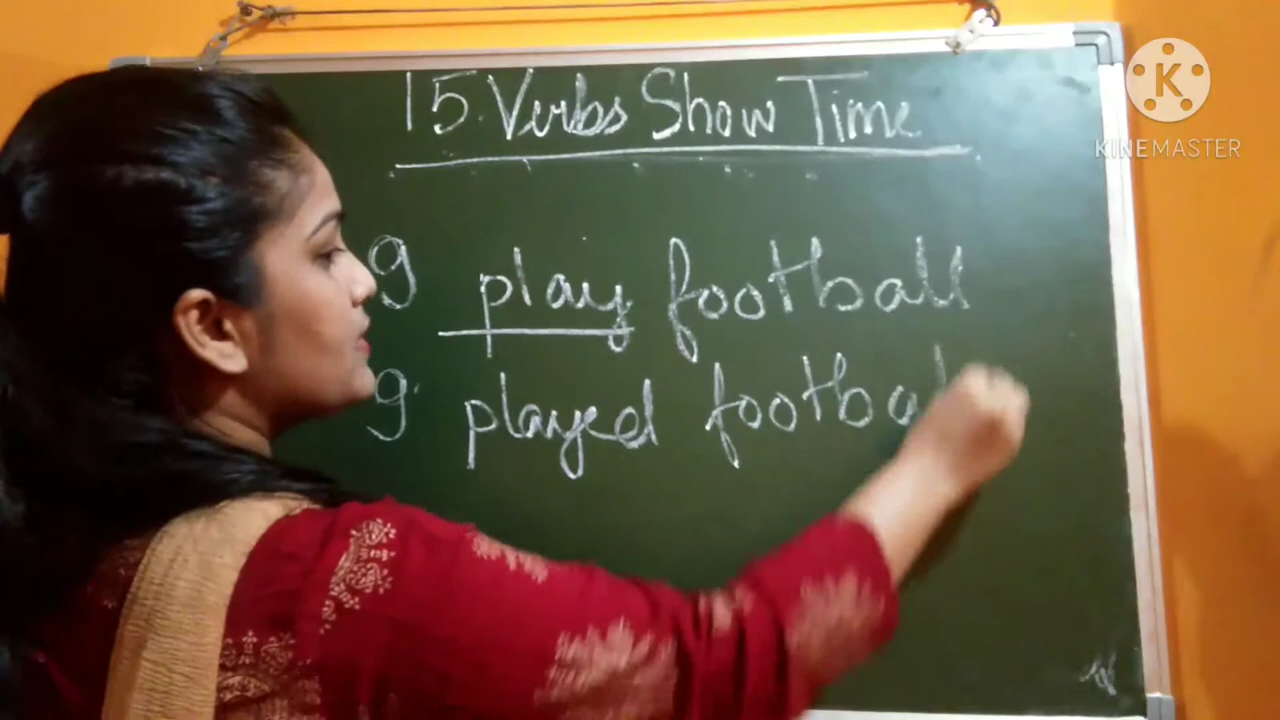 15. Verbs Show Time
I play football
I played footbal
K
KINEMASTER